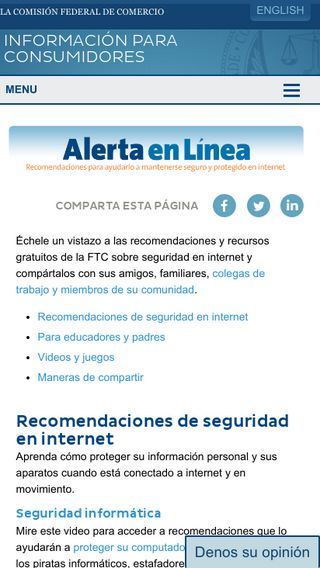 LA COMISIÓN FEDERAL DE COMERCIO
ENGLISH
INFORMACIÓN PARA
CONSUMIDORES
MENU
Alerta en Línea
Recomendaciones para ayudarlo a mantenerse seguro y protegido en internet
COMPARTA ESTA PÁGINA
Échele un vistazo a las recomendaciones y recursos
gratuitos de la FTC sobre seguridad en internet y
compártalos con sus amigos, familiares, colegas de
trabajo y miembros de su comunidad.
• Recomendaciones de seguridad en internet
• Para educadores y padres
• Videos y juegos
• Maneras de compartir
Recomendaciones de seguridad
en internet
Aprenda cómo proteger su información personal y sus
aparatos cuando está conectado a internet y en
movimiento.
Seguridad informática
Mire este video para acceder a recomendaciones que lo
ayudarán a proteger su computado
los piratas informáticos, estafadore
Denos su opinión